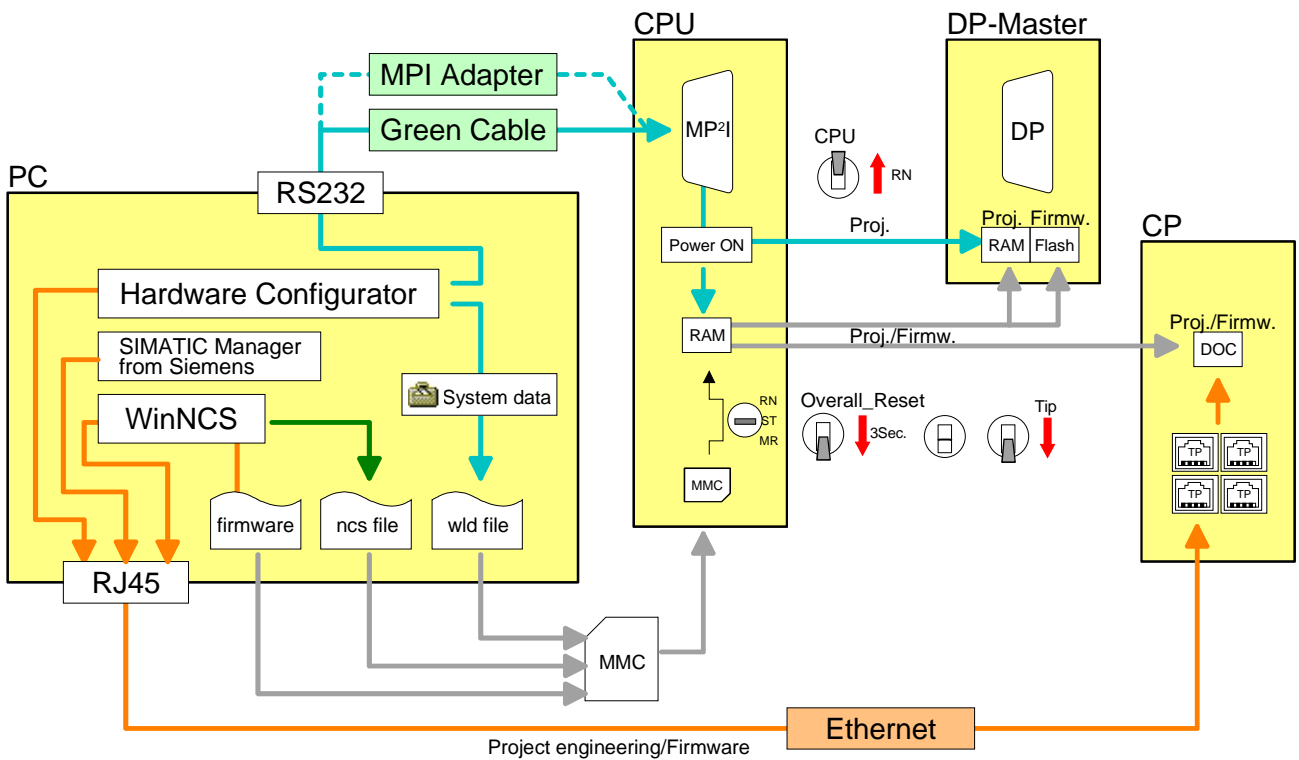 CPU
DP-Master
MPI Adapter
Green Cable
MP²I
DP
CPU
RN
PC
RS232
Proj.
Proj. Firmw.
CP
Power ON
RAM
Flash
Hardware Configurator
RAM
Proj./Firmw.
Proj./Firmw.
DOC
SIMATIC Manager
from Siemens
System data
WinNCS
RN
ST
MR
Overall_Reset
3Sec.
Tip
TP
TP
TP
TP
MMC
firmware
ncs file
wld file
RJ45
MMC
Ethernet
Project engineering/Firmware